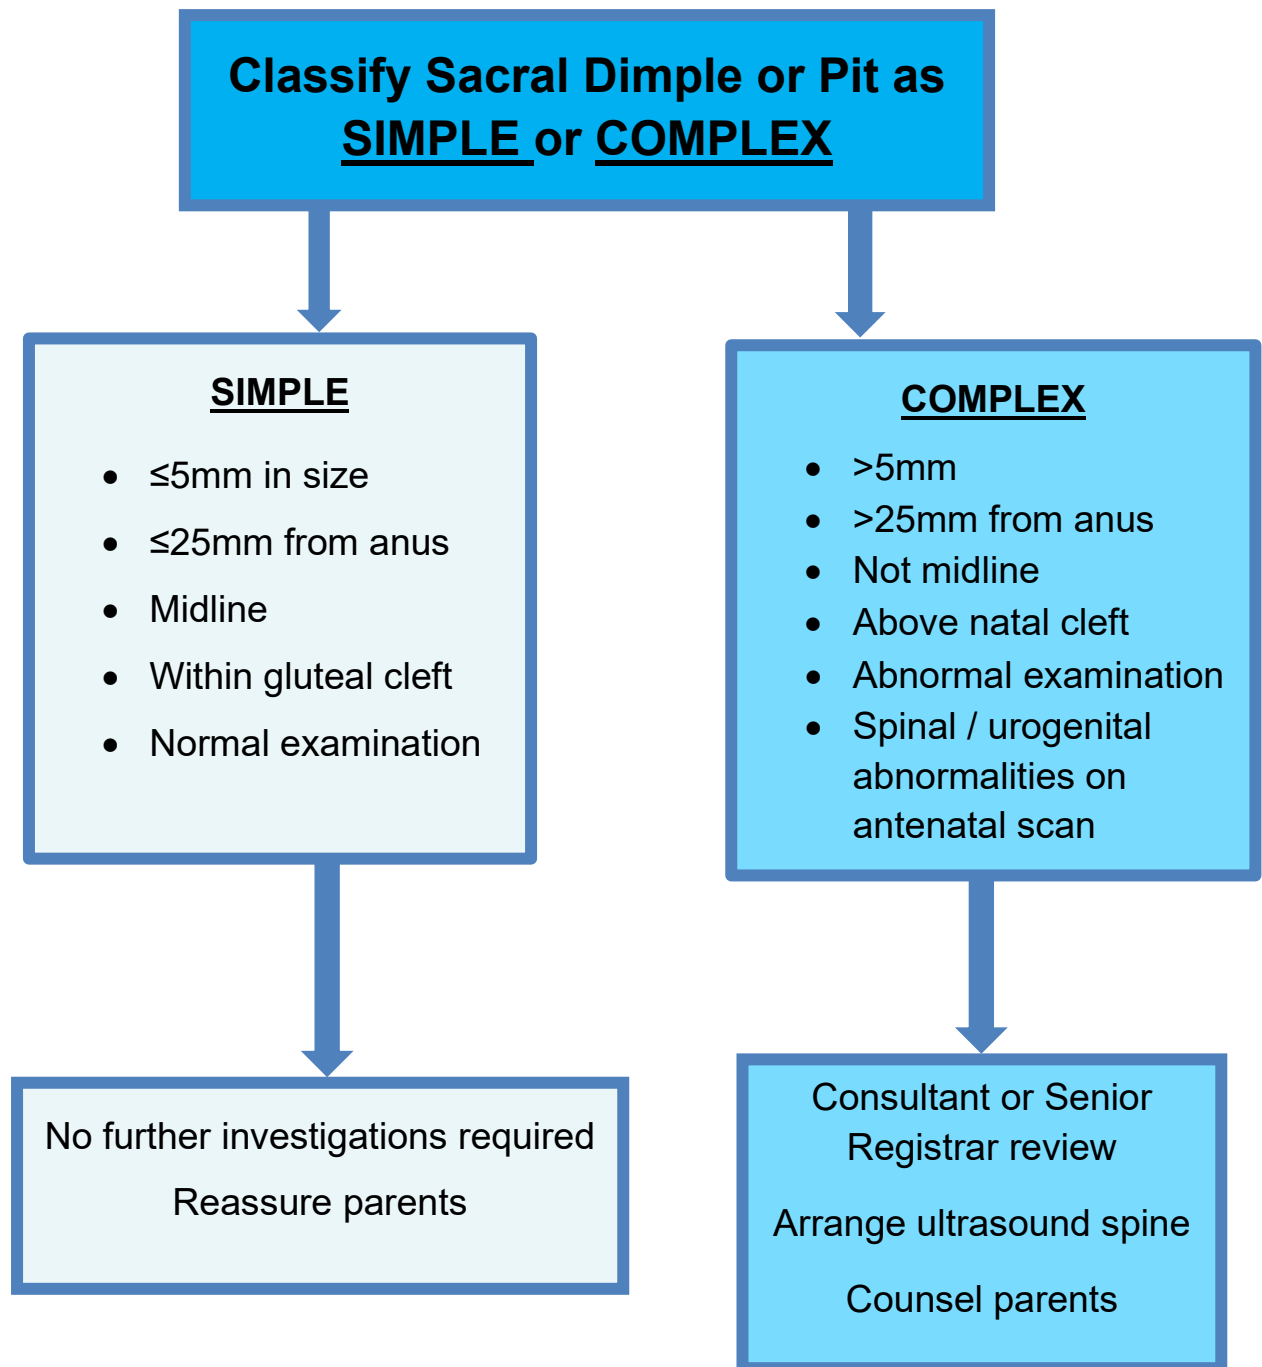 Classify Sacral Dimple or Pit as
SIMPLE or COMPLEX
SIMPLE
• ≤5mm in size
• ≤25mm from anus
• Midline
• Within gluteal cleft
• Normal examination
COMPLEX
• >5mm
• >25mm from anus
• Not midline
• Above natal cleft
• Abnormal examination
• Spinal / urogenital
abnormalities on
antenatal scan
No further investigations required
Reassure parents
Consultant or Senior
Registrar review
Arrange ultrasound spine
Counsel parents